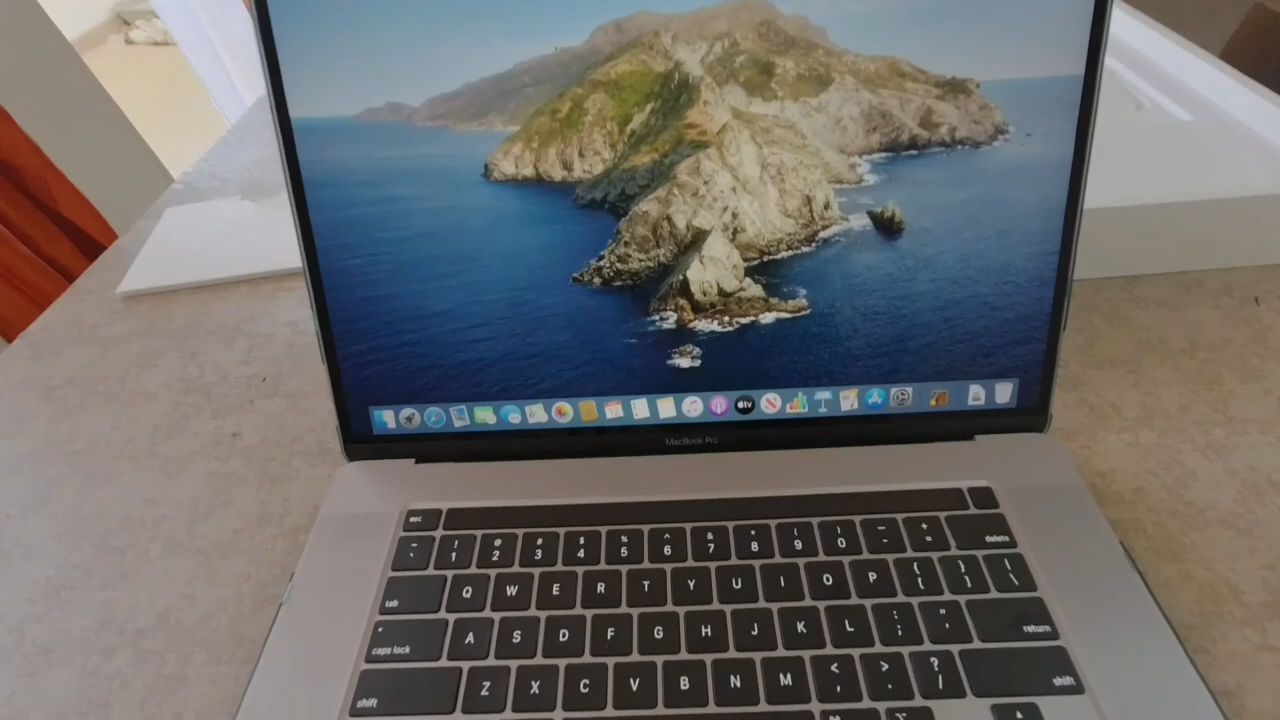 tv
MacBook Pro
esc
~ ! @ # $ % ^ & * ( ) - +
` 1 2 3 4 5 6 7 8 9 0 - = delete
tab Q W E R T Y U I O P { [ } ] | \
caps lock A S D F G H J K L : ; " ' return
shift Z X C V B N M < , > . ? / shift
⌘ ⌥